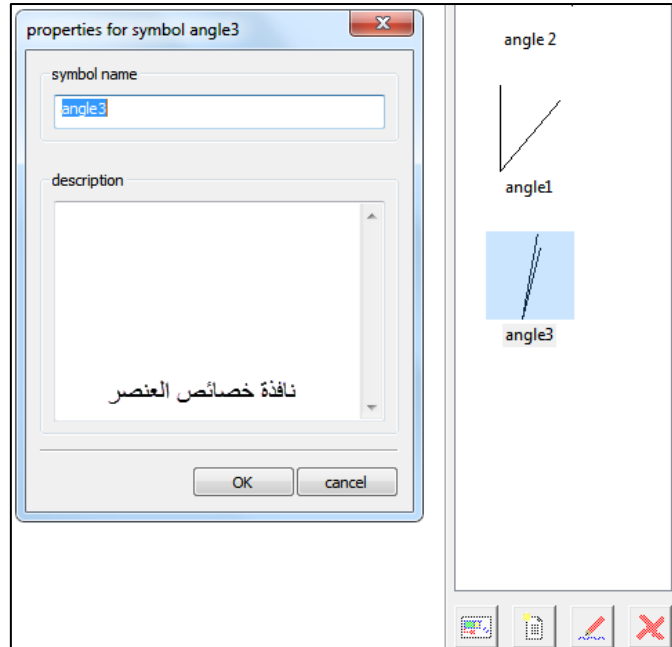 properties for symbol angle3
symbol name
angle3
description
نافذة خصائص العنصر
OK
cancel
angle 2
angle1
angle3